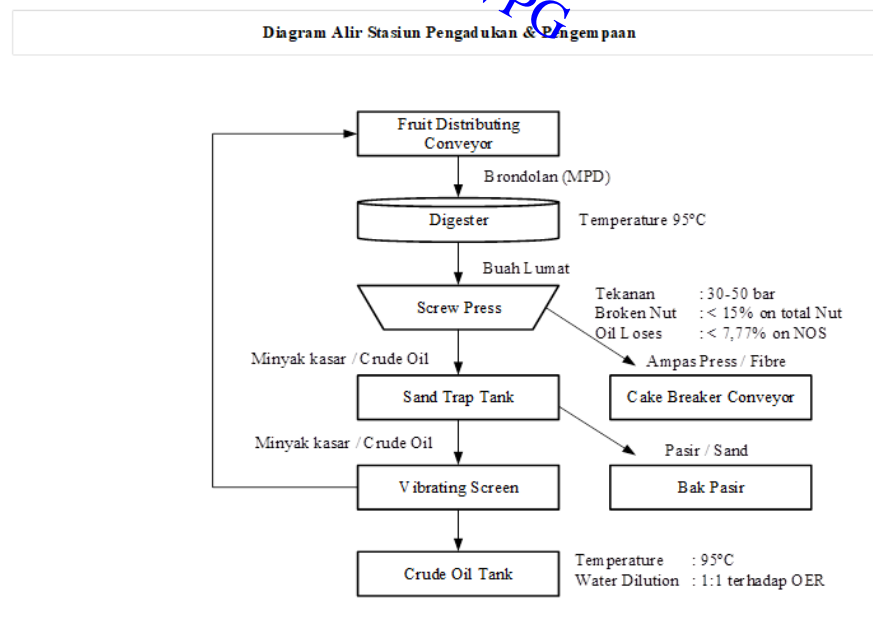 PG
Diagram Alir Stasiun Pengadukan & Pengempaan
Fruit Distributing
Conveyor
Brondolan (MPD)
Digester
Temperature 95°C
Buah Lumat
Screw Press
Tekanan : 30-50 bar
Broken Nut : < 15% on total Nut
Oil Loses : < 7,77% on NOS
Minyak kasar / Crude Oil
Ampas Press / Fibre
Sand Trap Tank
Cake Breaker Conveyor
Minyak kasar / Crude Oil
Pasir / Sand
Vibrating Screen
Bak Pasir
Crude Oil Tank
Temperature : 95°C
Water Dilution : 1:1 terhadap OER